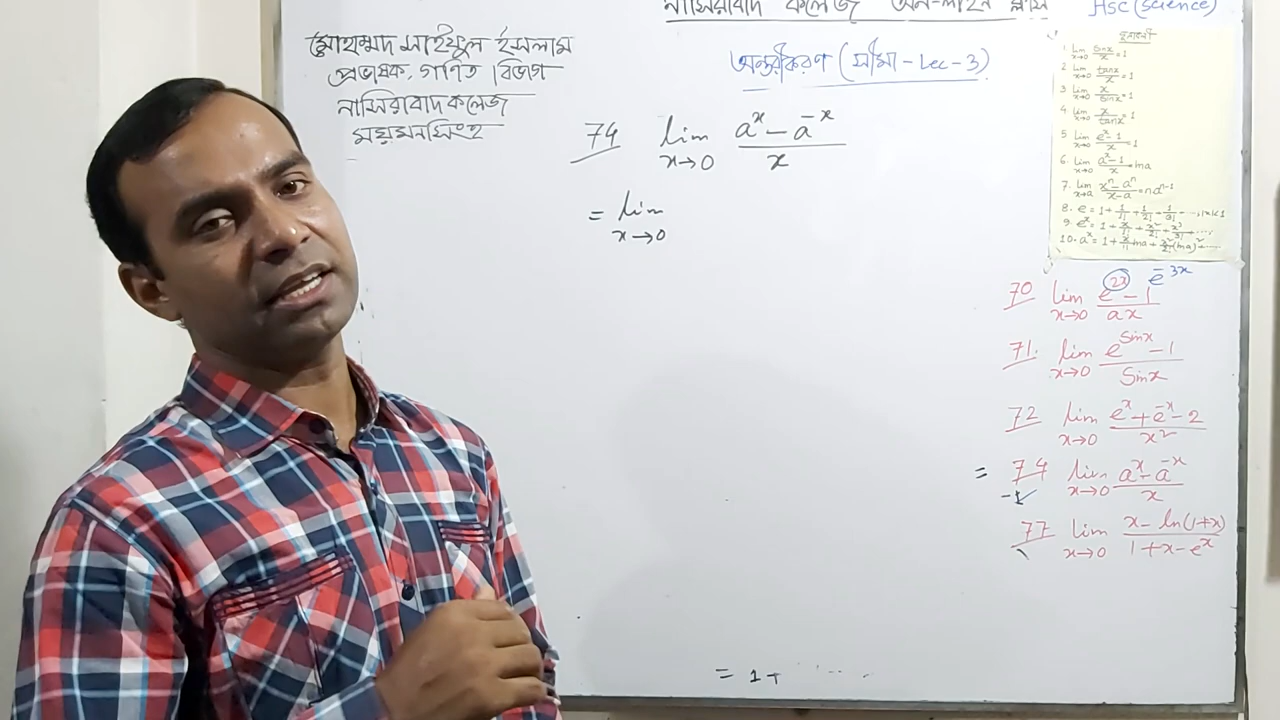 নাসিরাবাদ কলেজ অন-লাইন ক্লাস
HSC (Science)
মোহাম্মদ সাইফুল ইসলাম
প্রভাষক গণিত বিভাগ
নাসিরাবাদ কলেজ
ময়মনসিংহ
অন্তরীকরণ (সীমা-Lec-3)
74 lim x→0 (a^x - a^-x)/x
= lim x→0
সূত্রাবলী
1. lim x→0 sinx/x = 1
2. lim x→0 tanx/x = 1
3. lim x→0 x/sinx = 1
4. lim x→0 x/tanx = 1
5. lim x→0 (e^x - 1)/x = 1
6. lim x→0 (a^x - 1)/x = lna
7. lim x→a (x^n - a^n)/(x - a) = na^(n-1)
8. e = 1 + 1/1! + 1/2! + 1/3! + ......
9. e^x = 1 + x/1! + x²/2! + x³/3! + ....
10. a^x = 1 + x/1! lna + x²/2! (lna)² + ....
e^-3x
70 lim x→0 (e^2x - 1)/ax
71. lim x→0 (e^sinx - 1)/sinx
72 lim x→0 (e^x + e^-x - 2)/x²
= 74 lim x→0 (a^x - a^-x)/x
77 lim x→0 (x - ln(1+x))/(1+x-e^x)
= 1 + .....